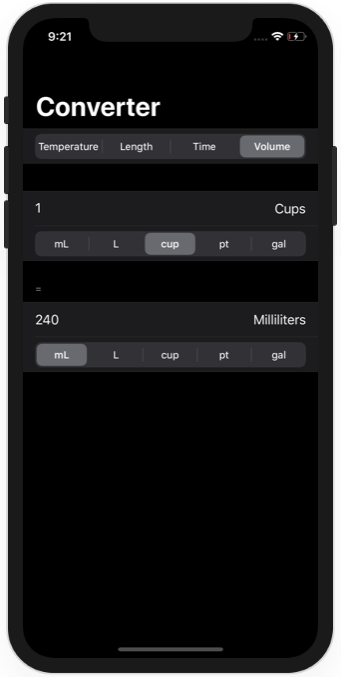 9:21
Converter
Temperature Length Time Volume
1 Cups
mL L cup pt gal
=
240 Milliliters
mL L cup pt gal